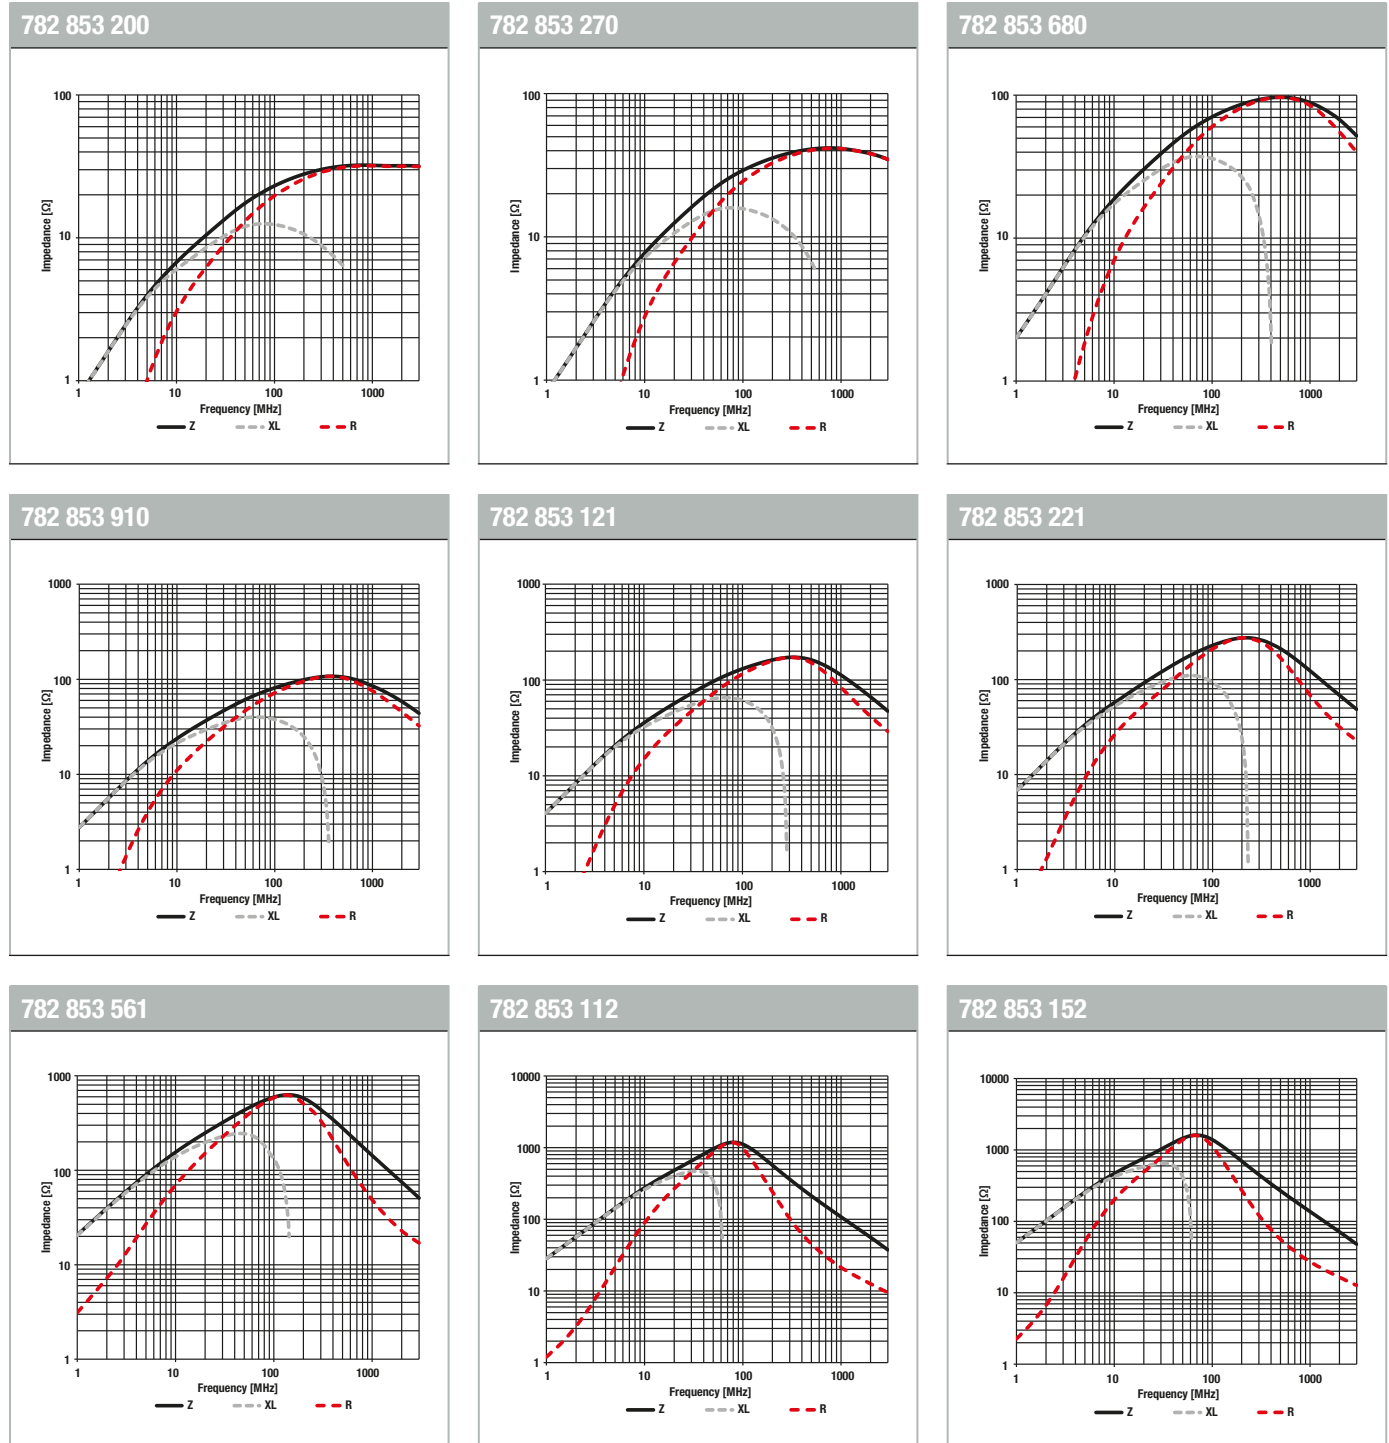 782 853 200
782 853 270
782 853 680
100
10
1
Impedance [Ω]
1 10 100 1000
Frequency [MHz]
Z XL R
100
10
1
Impedance [Ω]
1 10 100 1000
Frequency [MHz]
Z XL R
100
10
1
Impedance [Ω]
1 10 100 1000
Frequency [MHz]
Z XL R
782 853 910
782 853 121
782 853 221
1000
100
10
1
Impedance [Ω]
1 10 100 1000
Frequency [MHz]
Z XL R
1000
100
10
1
Impedance [Ω]
1 10 100 1000
Frequency [MHz]
Z XL R
1000
100
10
1
Impedance [Ω]
1 10 100 1000
Frequency [MHz]
Z XL R
782 853 561
782 853 112
782 853 152
1000
100
10
1
Impedance [Ω]
1 10 100 1000
Frequency [MHz]
Z XL R
10000
1000
100
10
1
Impedance [Ω]
1 10 100 1000
Frequency [MHz]
Z XL R
10000
1000
100
10
1
Impedance [Ω]
1 10 100 1000
Frequency [MHz]
Z XL R